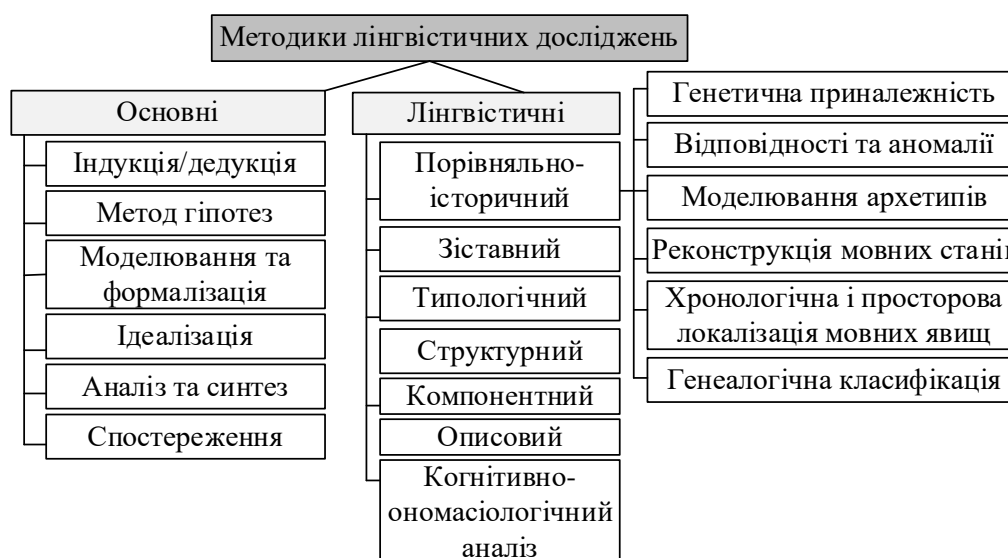 Методики лінгвістичних досліджень
Основні
Індукція/дедукція
Метод гіпотез
Моделювання та
формалізація
Ідеалізація
Аналіз та синтез
Спостереження
Лінгвістичні
Порівняльно-
історичний
Зіставний
Типологічний
Структурний
Компонентний
Описовий
Когнітивно-
ономасіологічний
аналіз
Генетична приналежність
Відповідності та аномалії
Моделювання архетипів
Реконструкція мовних стані
Хронологічна і просторова
локалізація мовних явищ
Генеалогічна класифікація